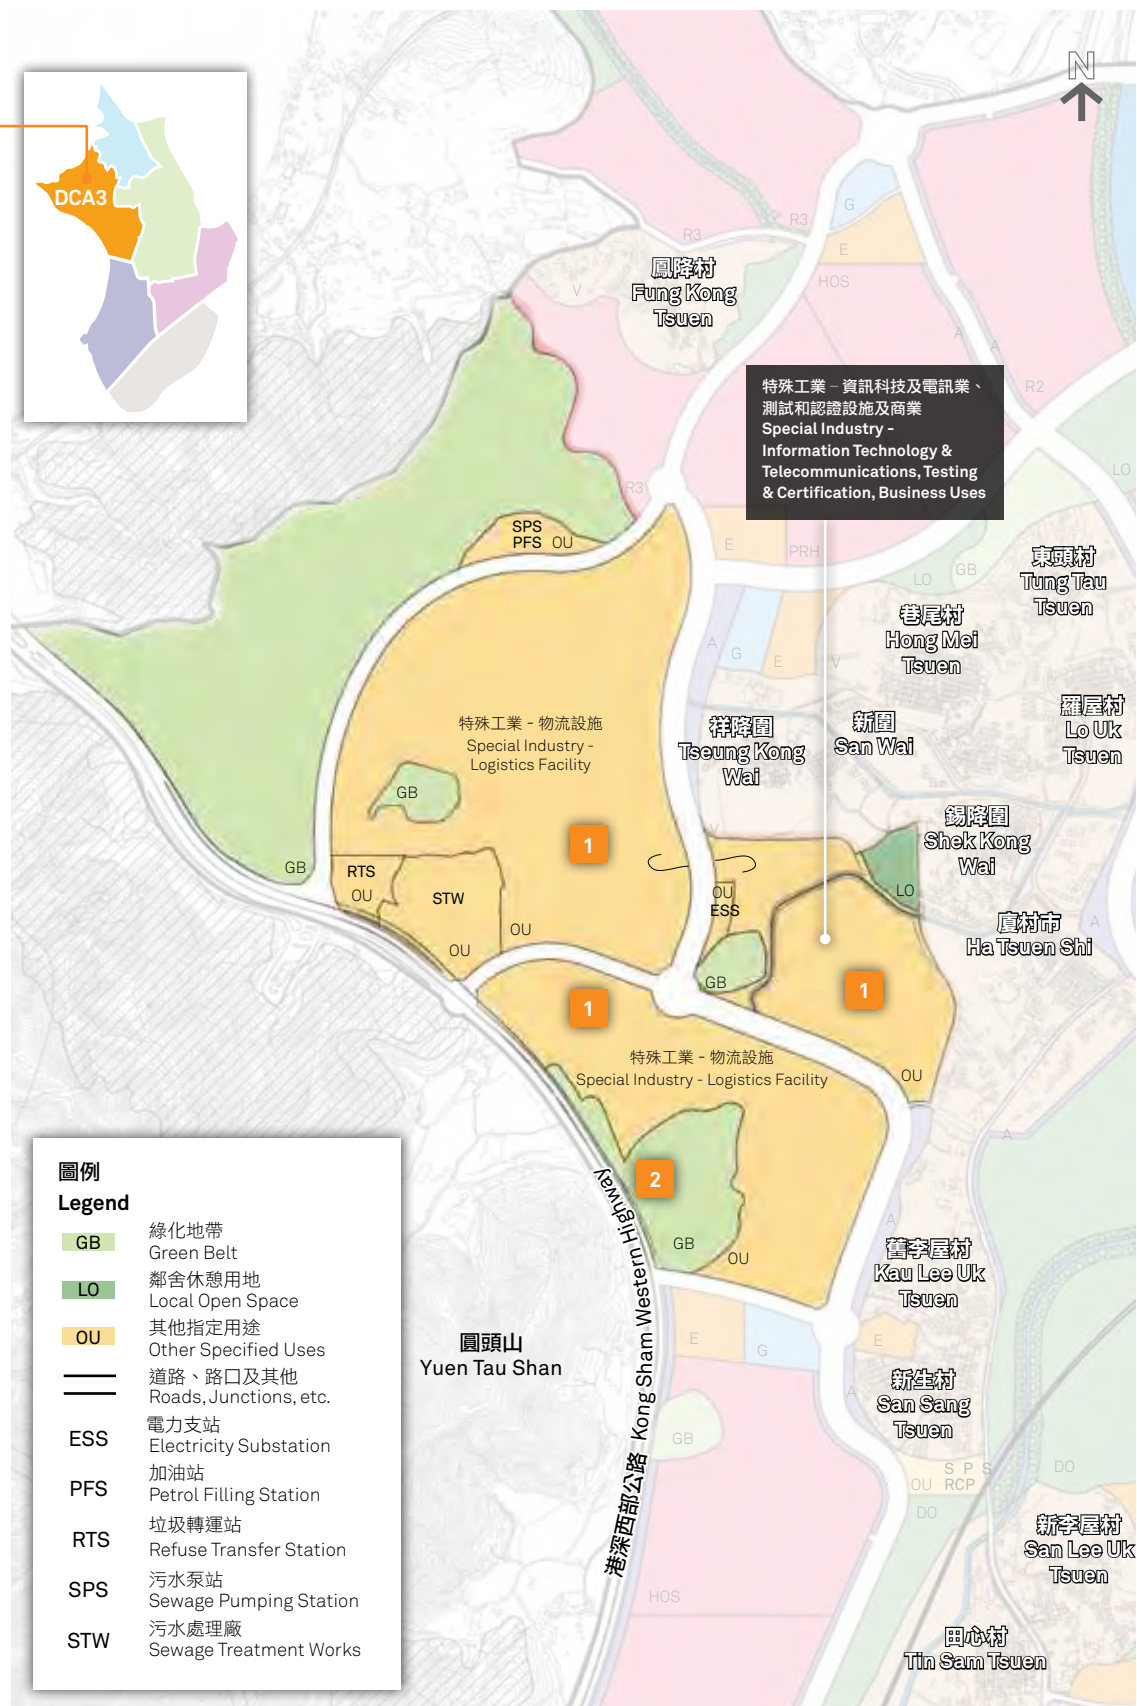 N
DCA3
R3
G
R3
E
鳳降村
Fung Kong
Tsuen
V
HOS
A
A
R2
特殊工業 – 資訊科技及電訊業、
測試和認證設施及商業
Special Industry -
Information Technology &
Telecommunications, Testing
& Certification, Business Uses
LO
R3
SPS
PFS OU
E
PRH
LO
GB
東頭村
Tung Tau
Tsuen
巷尾村
Hong Mei
Tsuen
A
G
E
V
羅屋村
Lo Uk
Tsuen
祥降圍
Tseung Kong
Wai
新圍
San Wai
特殊工業 - 物流設施
Special Industry -
Logistics Facility
GB
V
錫降圍
Shek Kong
Wai
1
GB
RTS
OU
STW
OU
OU
OU
ESS
LO
廈村市
Ha Tsuen Shi
A
GB
1
1
特殊工業 - 物流設施
Special Industry - Logistics Facility
OU
A
2
GB
OU
A
舊李屋村
Kau Lee Uk
Tsuen
港深西部公路 Kong Sham Western Highway
圓頭山
Yuen Tau Shan
E
G
E
新生村
San Sang
Tsuen
A
GB
S P S
OU RCP
DO
DO
新李屋村
San Lee Uk
Tsuen
HOS
田心村
Tin Sam Tsuen
圖例
Legend
GB
綠化地帶
Green Belt
LO
鄰舍休憩用地
Local Open Space
OU
其他指定用途
Other Specified Uses
道路、路口及其他
Roads, Junctions, etc.
ESS
電力支站
Electricity Substation
PFS
加油站
Petrol Filling Station
RTS
垃圾轉運站
Refuse Transfer Station
SPS
污水泵站
Sewage Pumping Station
STW
污水處理廠
Sewage Treatment Works